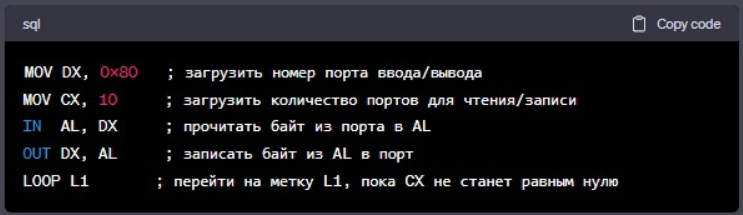 sql Copy code
MOV DX, 0x80 ; загрузить номер порта ввода/вывода
MOV CX, 10 ; загрузить количество портов для чтения/записи
IN AL, DX ; прочитать байт из порта в AL
OUT DX, AL ; записать байт из AL в порт
LOOP L1 ; перейти на метку L1, пока CX не станет равным нулю